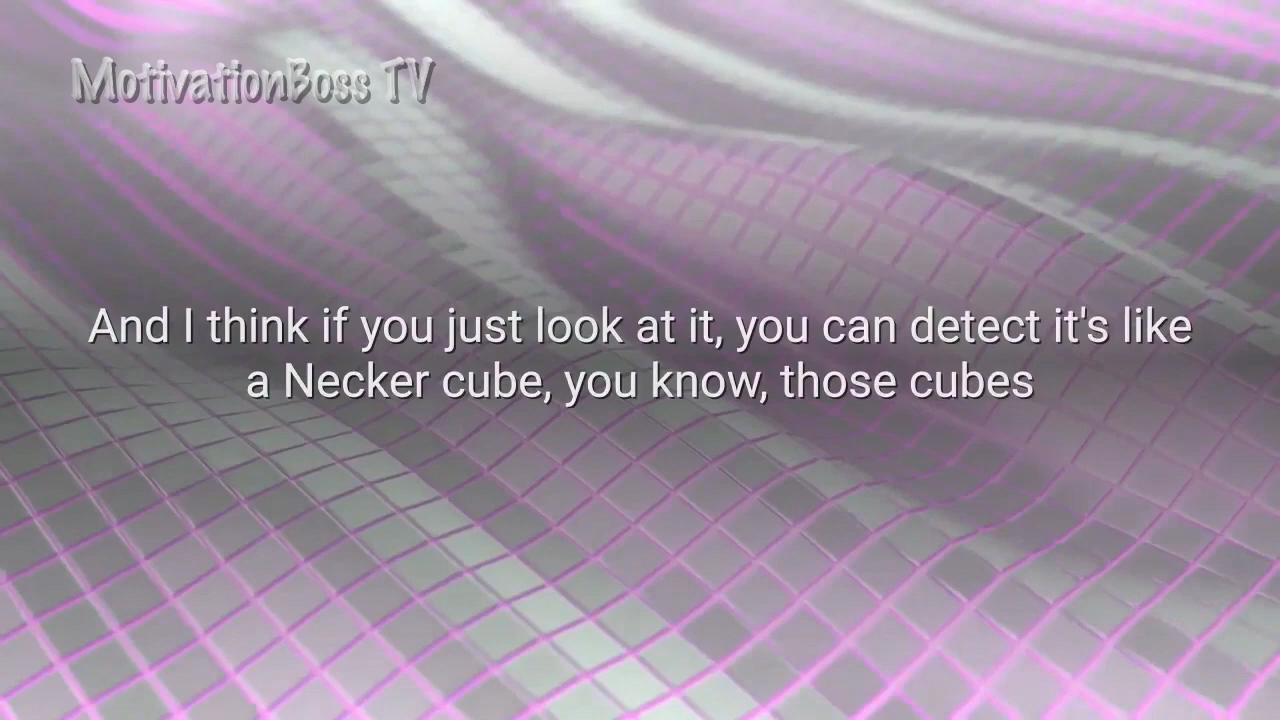 MotivationBoss TV
And I think if you just look at it, you can detect it's like
a Necker cube, you know, those cubes